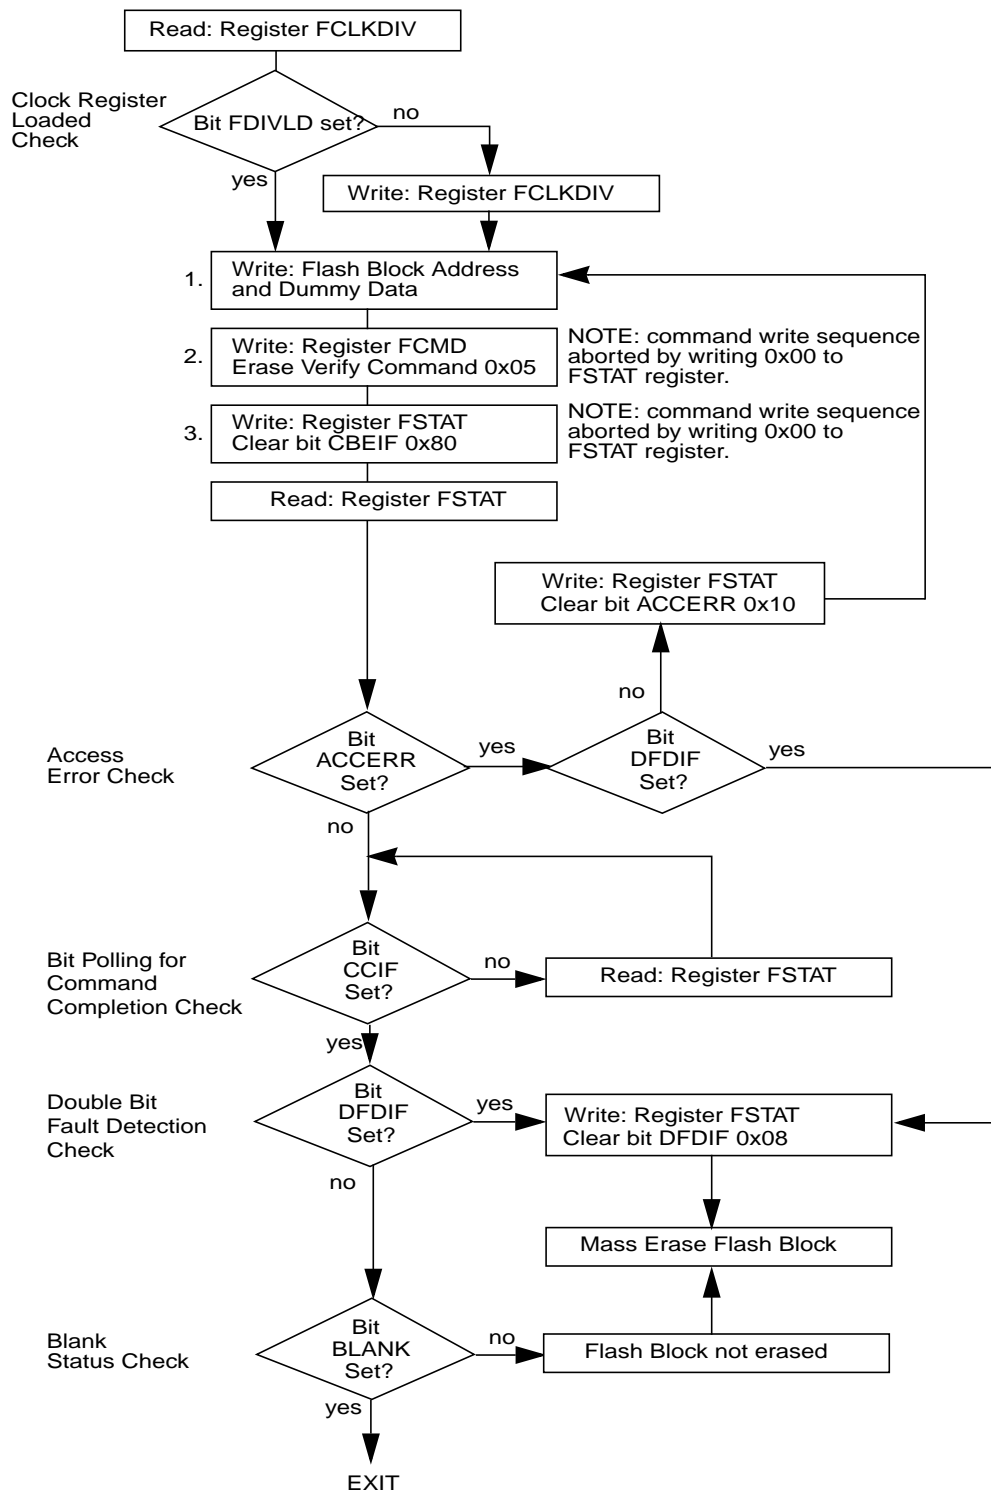 Read: Register FCLKDIV
Clock Register
Loaded
Check
Bit FDIVLD set?
no
yes
Write: Register FCLKDIV
1.
Write: Flash Block Address
and Dummy Data
2.
Write: Register FCMD
Erase Verify Command 0x05
NOTE: command write sequence
aborted by writing 0x00 to
FSTAT register.
3.
Write: Register FSTAT
Clear bit CBEIF 0x80
NOTE: command write sequence
aborted by writing 0x00 to
FSTAT register.
Read: Register FSTAT
Write: Register FSTAT
Clear bit ACCERR 0x10
no
Access
Error Check
Bit
ACCERR
Set?
yes
Bit
DFDIF
Set?
yes
no
Bit Polling for
Command
Completion Check
Bit
CCIF
Set?
no
Read: Register FSTAT
yes
Double Bit
Fault Detection
Check
Bit
DFDIF
Set?
yes
Write: Register FSTAT
Clear bit DFDIF 0x08
no
Mass Erase Flash Block
Blank
Status Check
Bit
BLANK
Set?
no
Flash Block not erased
yes
EXIT